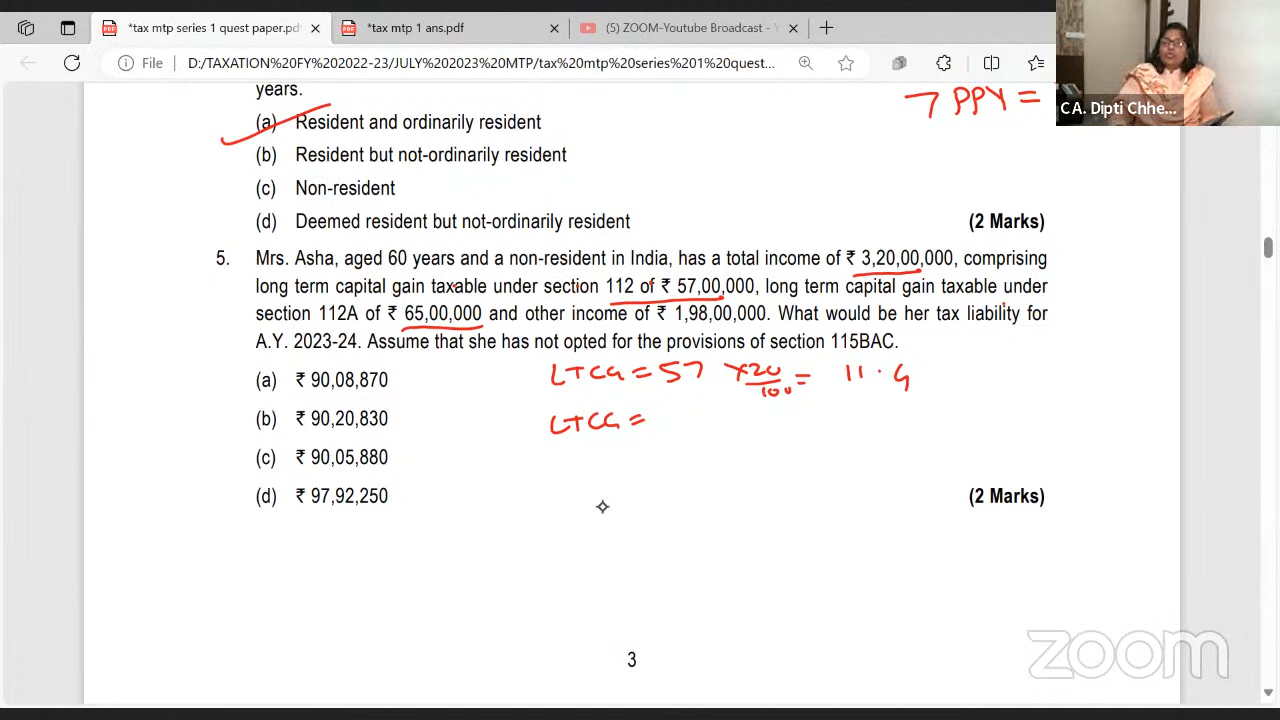 *tax mtp series 1 quest paper.pdf
*tax mtp 1 ans.pdf
(5) ZOOM-Youtube Broadcast - Y
File D:/TAXATION%20FY%202022-23/JULY%202023%20MTP/tax%20mtp%20series%201%20quest...
years.
7 PPY =
C A. Dipti Chhe...
(a) Resident and ordinarily resident
(b) Resident but not-ordinarily resident
(c) Non-resident
(d) Deemed resident but not-ordinarily resident (2 Marks)
5. Mrs. Asha, aged 60 years and a non-resident in India, has a total income of ₹ 3,20,00,000, comprising
long term capital gain taxable under section 112 of ₹ 57,00,000, long term capital gain taxable under
section 112A of ₹ 65,00,000 and other income of ₹ 1,98,00,000. What would be her tax liability for
A.Y. 2023-24. Assume that she has not opted for the provisions of section 115BAC.
(a) ₹ 90,08,870
LTCG = 57 x 20/100 = 11.4
(b) ₹ 90,20,830
LTCG =
(c) ₹ 90,05,880
(d) ₹ 97,92,250 (2 Marks)
3
zoom